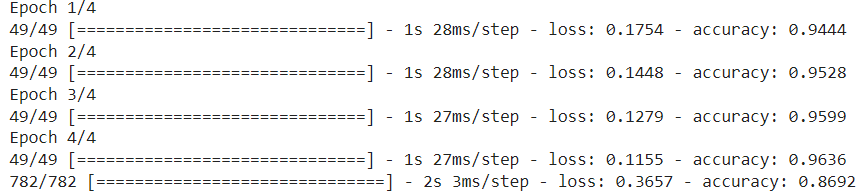 Epoch 1/4
49/49 [==============================] - 1s 28ms/step - loss: 0.1754 - accuracy: 0.9444
Epoch 2/4
49/49 [==============================] - 1s 28ms/step - loss: 0.1448 - accuracy: 0.9528
Epoch 3/4
49/49 [==============================] - 1s 27ms/step - loss: 0.1279 - accuracy: 0.9599
Epoch 4/4
49/49 [==============================] - 1s 27ms/step - loss: 0.1155 - accuracy: 0.9636
782/782 [==============================] - 2s 3ms/step - loss: 0.3657 - accuracy: 0.8692